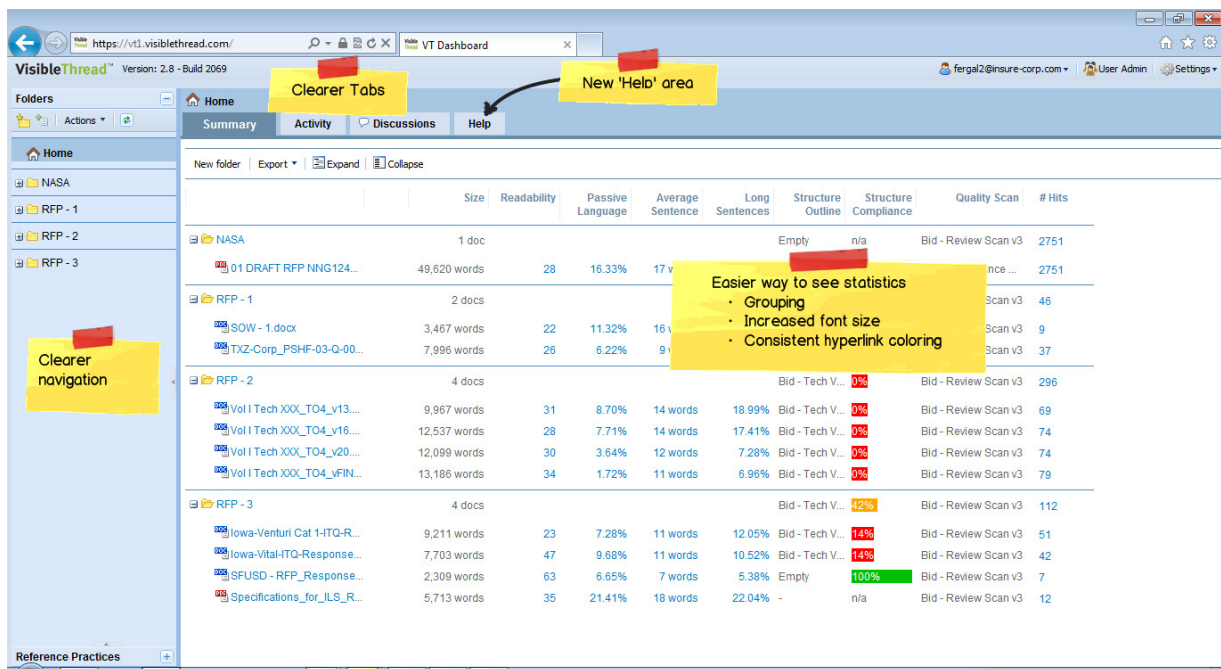 https://vt1.visiblethread.com/
VT Dashboard
VisibleThread™ Version: 2.8 - Build 2069
fergal2@insure-corp.com
User Admin
Settings
Clearer Tabs
New 'Help' area
Folders
Actions
Home
NASA
RFP - 1
RFP - 2
RFP - 3
Clearer
navigation
Reference Practices
Home
Summary Activity Discussions Help
New folder Export Expand Collapse
Size Readability Passive Language Average Sentence Long Sentences Structure Outline Structure Compliance Quality Scan # Hits
NASA 1 doc Empty n/a Bid - Review Scan v3 2751
01 DRAFT RFP NNG124... 49,620 words 28 16.33% 17 nce ... 2751
RFP - 1 2 docs Scan v3 46
SOW - 1.docx 3,467 words 22 11.32% 16 Scan v3 9
TXZ-Corp_PSHF-03-Q-00... 7,996 words 26 6.22% 9 Scan v3 37
Easier way to see statistics
· Grouping
· Increased font size
· Consistent hyperlink coloring
RFP - 2 4 docs Bid - Tech V... 0% Bid - Review Scan v3 296
Vol I Tech XXX_TO4_v13.... 9,967 words 31 8.70% 14 words 18.99% Bid - Tech V... 0% Bid - Review Scan v3 69
Vol I Tech XXX_TO4_v16.... 12,537 words 28 7.71% 14 words 17.41% Bid - Tech V... 0% Bid - Review Scan v3 74
Vol I Tech XXX_TO4_v20.... 12,099 words 30 3.64% 12 words 7.28% Bid - Tech V... 0% Bid - Review Scan v3 74
Vol I Tech XXX_TO4_vFIN... 13,186 words 34 1.72% 11 words 6.96% Bid - Tech V... 0% Bid - Review Scan v3 79
RFP - 3 4 docs Bid - Tech V... 42% Bid - Review Scan v3 112
Iowa-Venturi Cat 1-ITQ-R... 9,211 words 23 7.28% 11 words 12.05% Bid - Tech V... 14% Bid - Review Scan v3 51
Iowa-Vital-ITQ-Response... 7,703 words 47 9.68% 11 words 10.52% Bid - Tech V... 14% Bid - Review Scan v3 42
SFUSD - RFP_Response... 2,309 words 63 6.65% 7 words 5.38% Empty 100% Bid - Review Scan v3 7
Specifications_for_ILS_R... 5,713 words 35 21.41% 18 words 22.04% - n/a Bid - Review Scan v3 12